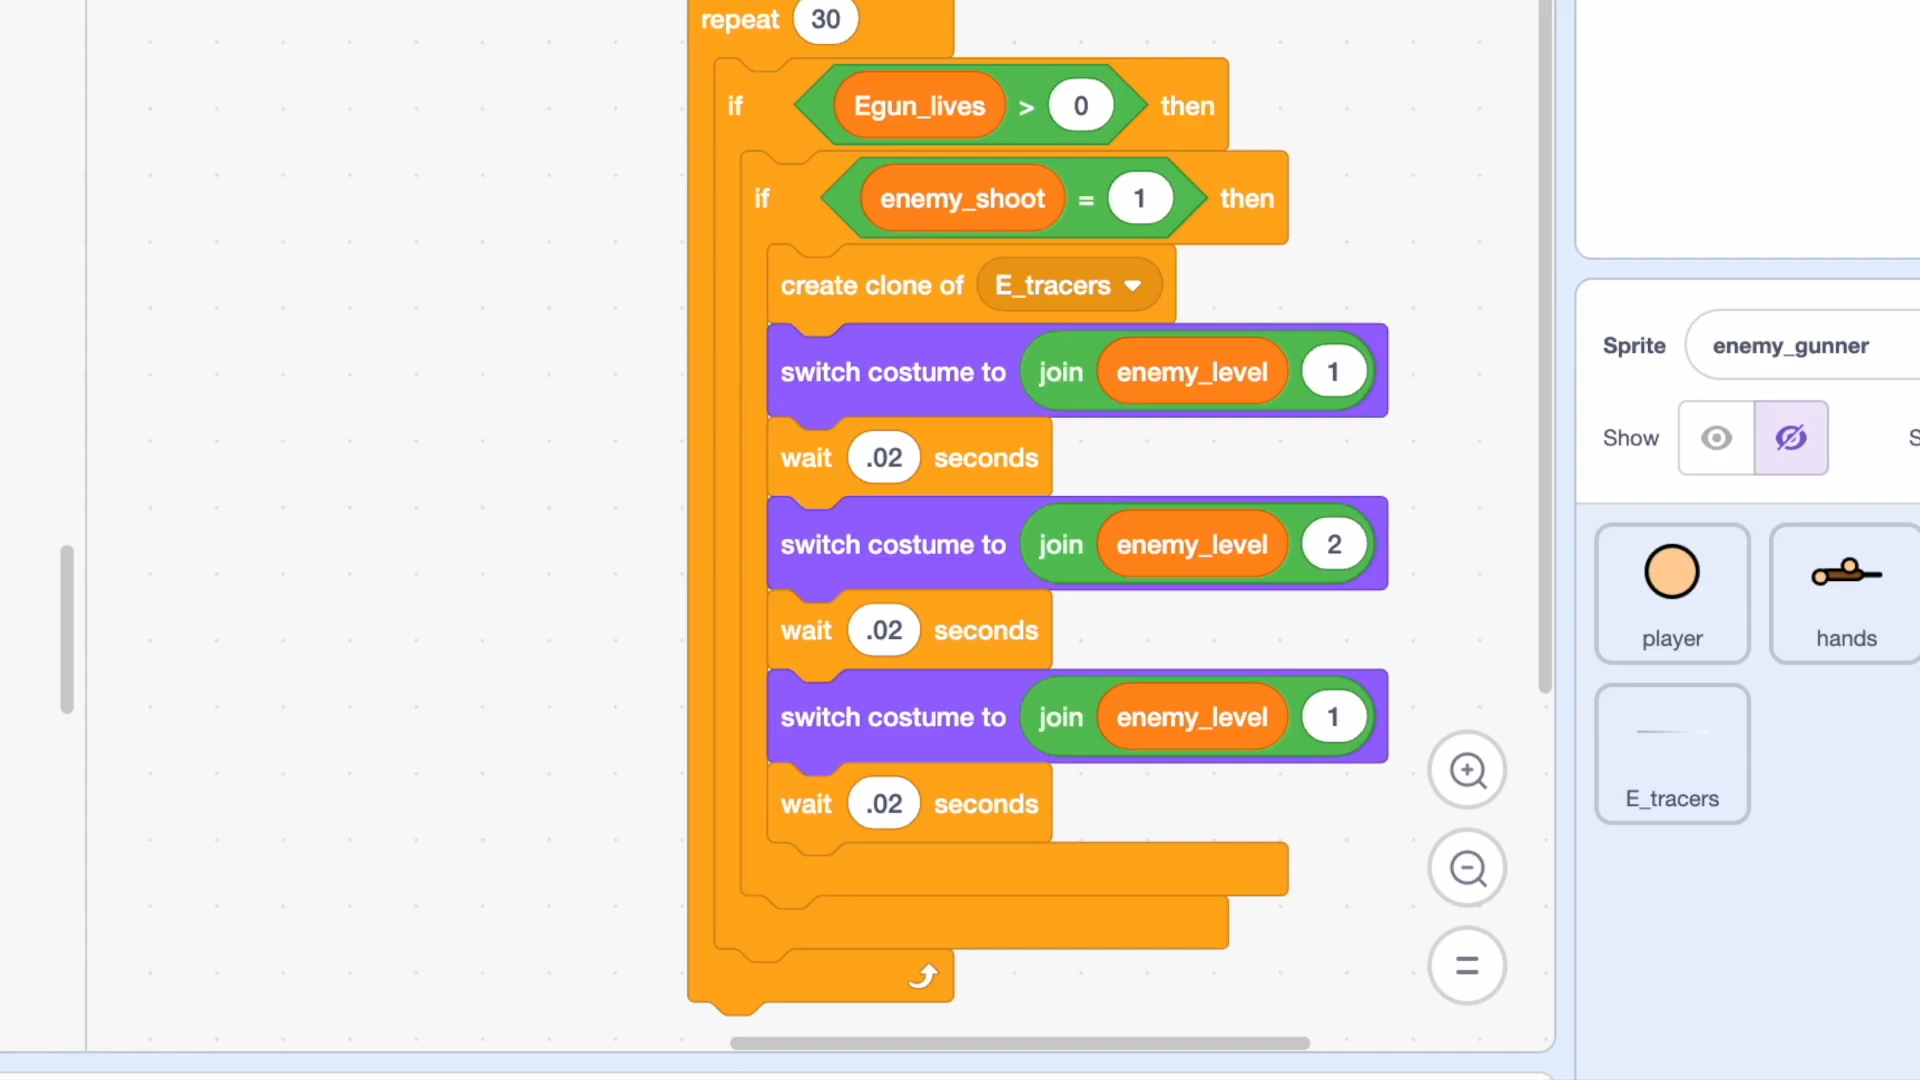 repeat 30
if Egun_lives > 0 then
if enemy_shoot = 1 then
create clone of E_tracers
switch costume to join enemy_level 1
wait .02 seconds
switch costume to join enemy_level 2
wait .02 seconds
switch costume to join enemy_level 1
wait .02 seconds
Sprite enemy_gunner
Show S
player
hands
E_tracers